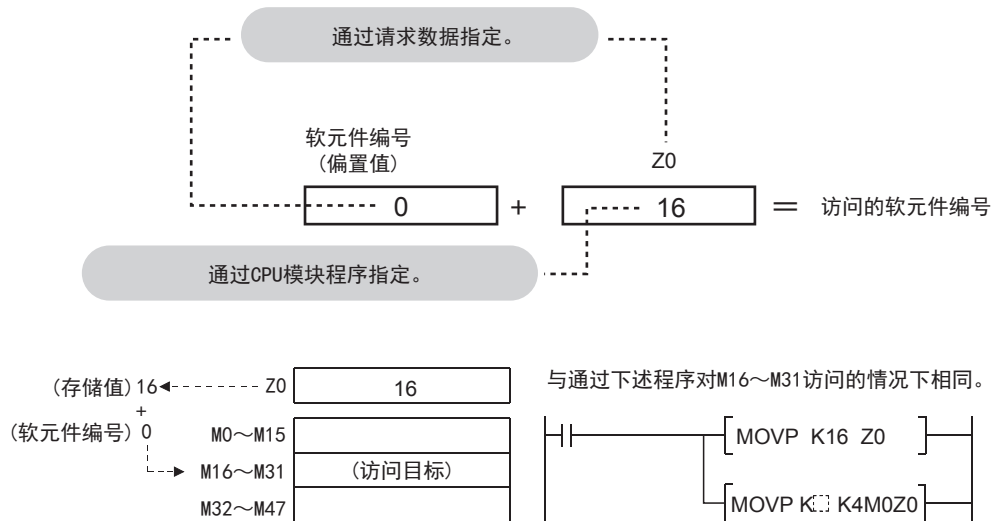 通过请求数据指定。
软元件编号
(偏置值)
Z0
0 + 16 = 访问的软元件编号
通过CPU模块程序指定。
(存储值)16 Z0 16
+
(软元件编号) 0
M0～M15
M16～M31 (访问目标)
M32～M47
与通过下述程序对M16～M31访问的情况下相同。
MOVP K16 Z0
MOVP K K4M0Z0